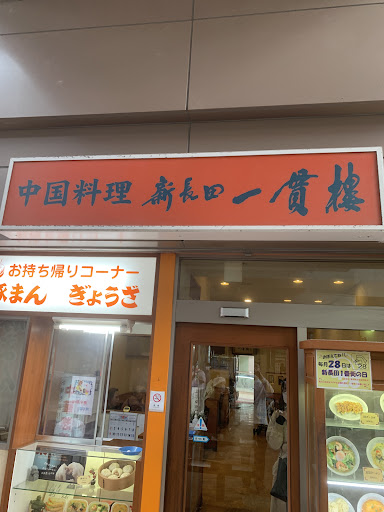 中国料理 新長田 一貫樓
お持ち帰りコーナー
豚まん ぎょうざ
毎月28日は
新長田1番街の日